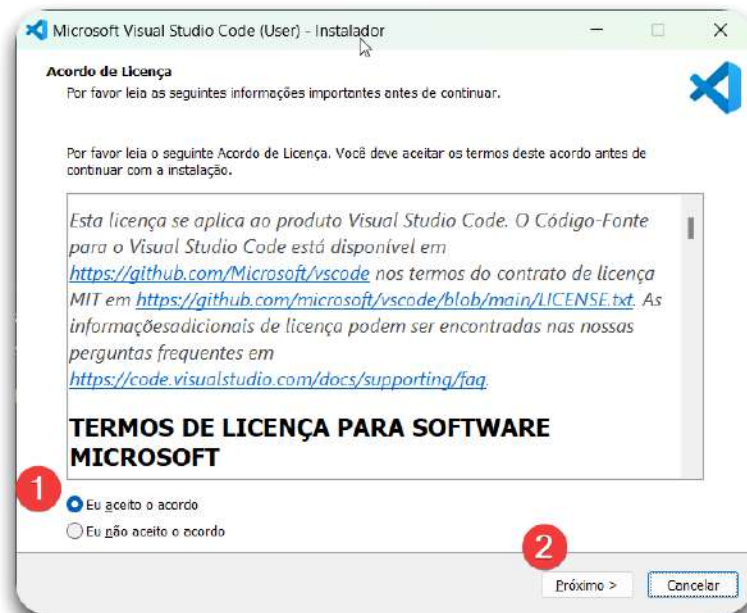 Microsoft Visual Studio Code (User) - Instalador
Acordo de Licença
Por favor leia as seguintes informações importantes antes de continuar.
Por favor leia o seguinte Acordo de Licença. Você deve aceitar os termos deste acordo antes de
continuar com a instalação.
Esta licença se aplica ao produto Visual Studio Code. O Código-Fonte
para o Visual Studio Code está disponível em
https://github.com/Microsoft/vscode nos termos do contrato de licença
MIT em https://github.com/microsoft/vscode/blob/main/LICENSE.txt. As
informaçõesadicionais de licença podem ser encontradas nas nossas
perguntas frequentes em
https://code.visualstudio.com/docs/supporting/faq.
TERMOS DE LICENÇA PARA SOFTWARE
MICROSOFT
1
Eu aceito o acordo
Eu não aceito o acordo
2
Próximo >
Cancelar